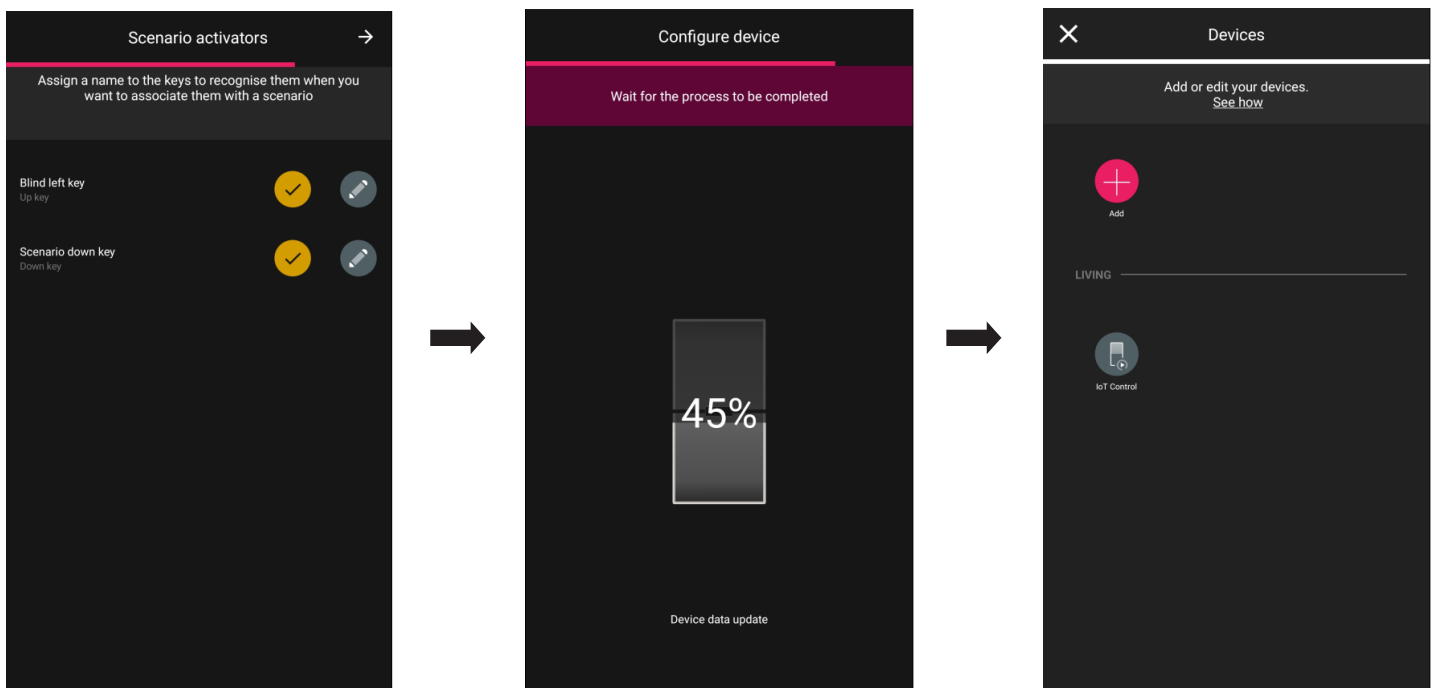 Scenario activators
Assign a name to the keys to recognise them when you
want to associate them with a scenario
Blind left key
Up key
Scenario down key
Down key
Configure device
Wait for the process to be completed
45%
Device data update
Devices
Add or edit your devices.
See how
Add
LIVING
IoT Control